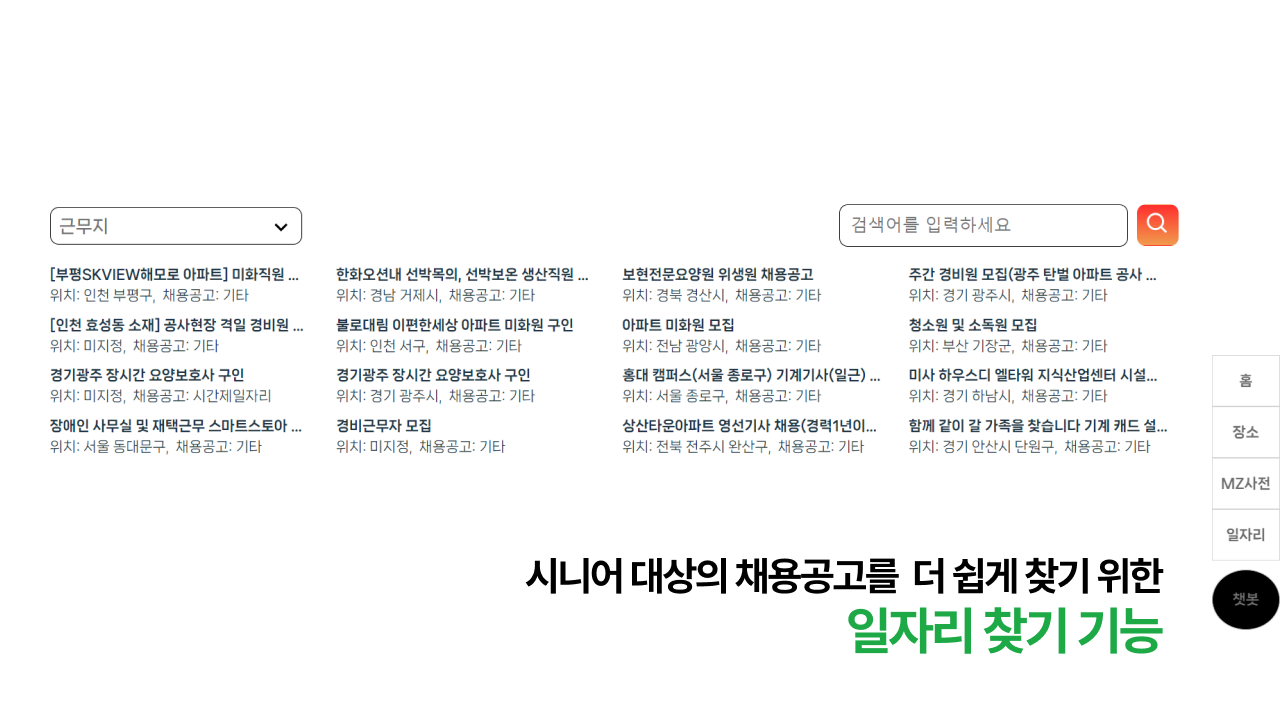 근무지
검색어를 입력하세요
[부평SKVIEW해모로 아파트] 미화직원 ...
위치: 인천 부평구, 채용공고: 기타
한화오션내 선박목의, 선박보온 생산직원 ...
위치: 경남 거제시, 채용공고: 기타
보현전문요양원 위생원 채용공고
위치: 경북 경산시, 채용공고: 기타
주간 경비원 모집(광주 탄벌 아파트 공사 ...
위치: 경기 광주시, 채용공고: 기타
[인천 효성동 소재] 공사현장 격일 경비원 ...
위치: 미지정, 채용공고: 기타
불로대림 이편한세상 아파트 미화원 구인
위치: 인천 서구, 채용공고: 기타
아파트 미화원 모집
위치: 전남 광양시, 채용공고: 기타
청소원 및 소독원 모집
위치: 부산 기장군, 채용공고: 기타
경기광주 장시간 요양보호사 구인
위치: 미지정, 채용공고: 시간제일자리
경기광주 장시간 요양보호사 구인
위치: 경기 광주시, 채용공고: 기타
홍대 캠퍼스(서울 종로구) 기계기사(일근) ...
위치: 서울 종로구, 채용공고: 기타
미사 하우스디 엘타워 지식산업센터 시설...
위치: 경기 하남시, 채용공고: 기타
장애인 사무실 및 재택근무 스마트스토아 ...
위치: 서울 동대문구, 채용공고: 기타
경비근무자 모집
위치: 미지정, 채용공고: 기타
상산타운아파트 영선기사 채용(경력1년이...
위치: 전북 전주시 완산구, 채용공고: 기타
함께 같이 갈 가족을 찾습니다 기계 캐드 설...
위치: 경기 안산시 단원구, 채용공고: 기타
홈
장소
MZ사전
일자리
챗봇
시니어 대상의 채용공고를 더 쉽게 찾기 위한
일자리 찾기 기능